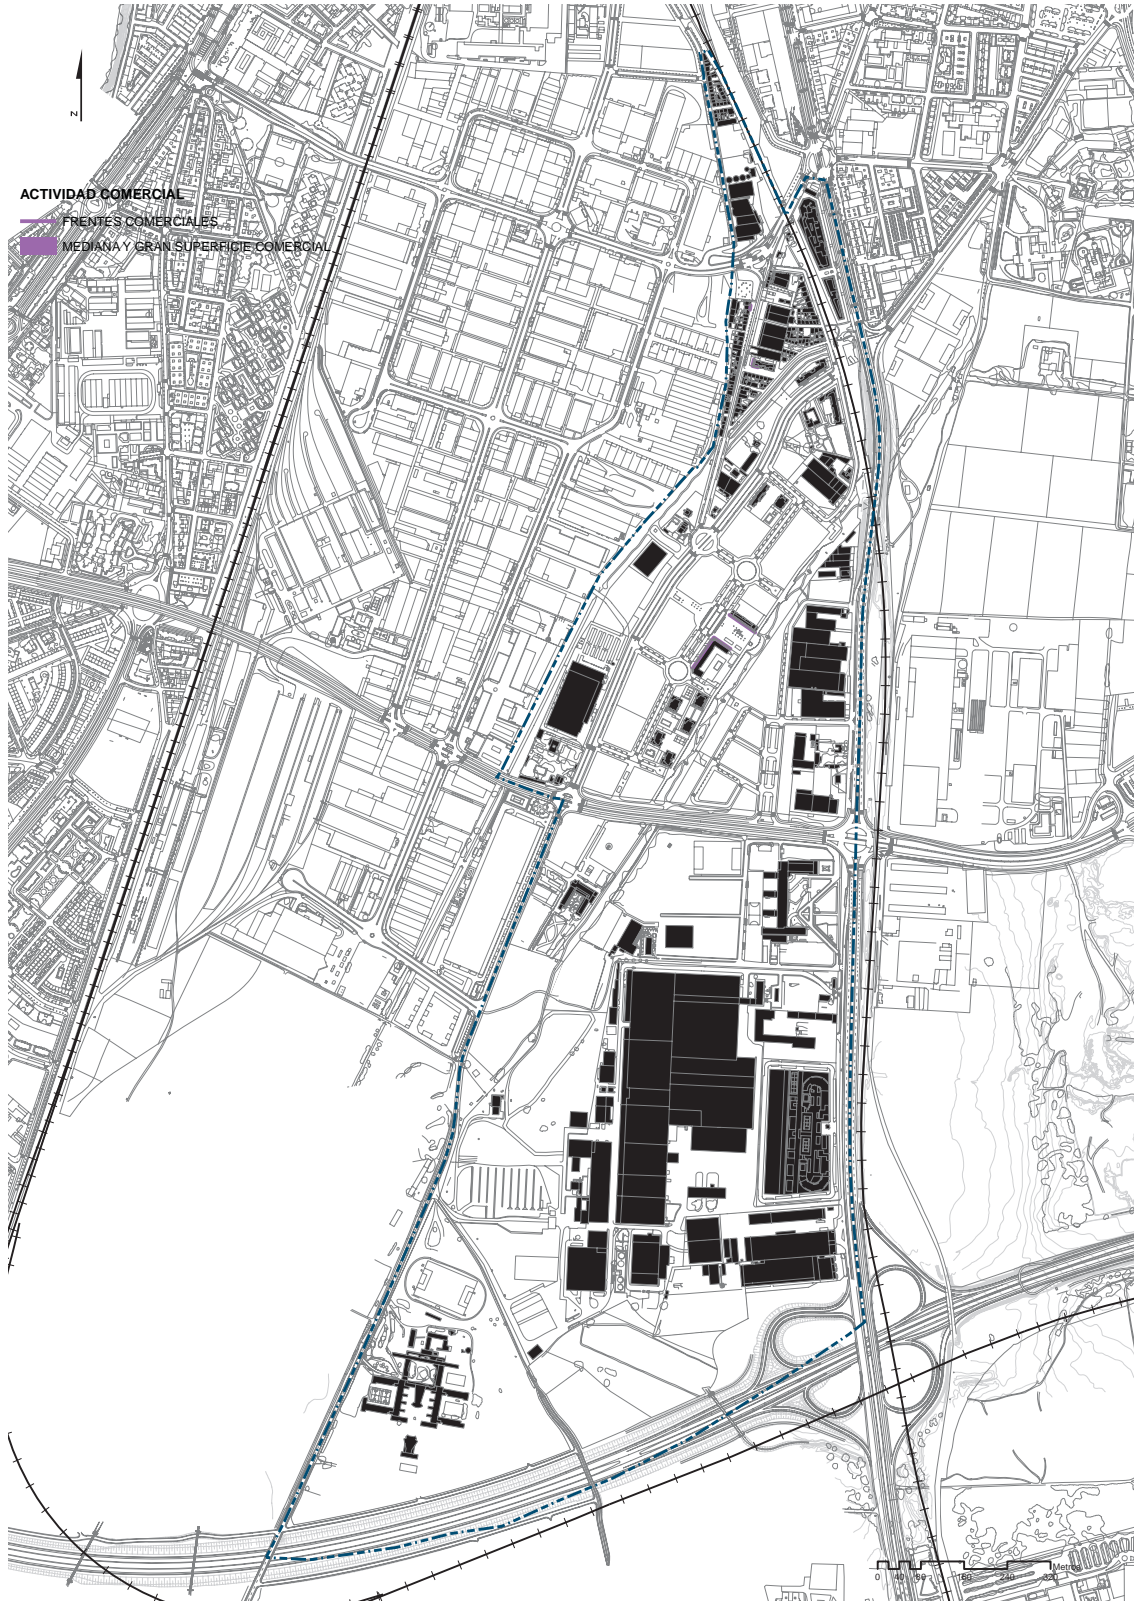 N
ACTIVIDAD COMERCIAL
FRENTES COMERCIALES
MEDIANA Y GRAN SUPERFICIE COMERCIAL
Metros
0 40 80 160 240 320